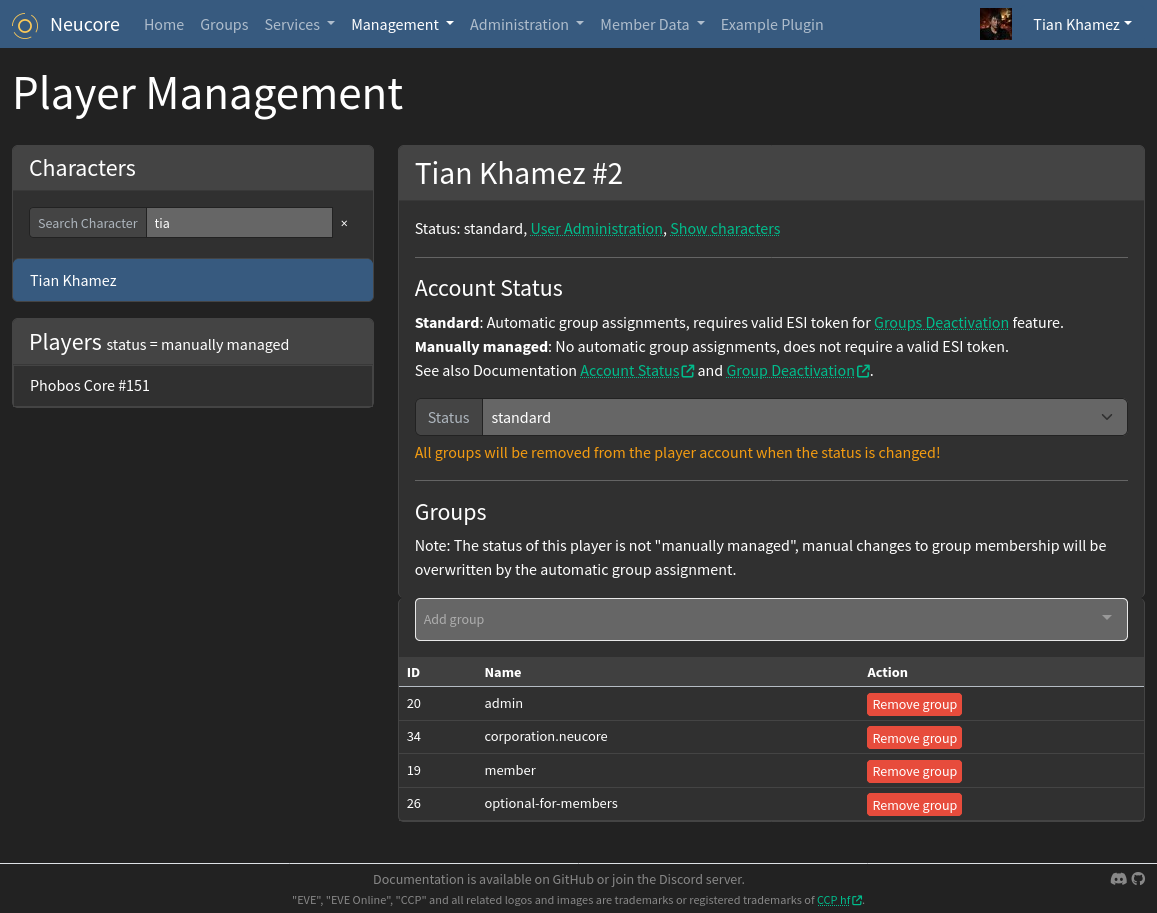 Neucore Home Groups Services Management Administration Member Data Example Plugin Tian Khamez
Player Management
Characters
Search Character tia ×
Tian Khamez
Players status = manually managed
Phobos Core #151
Tian Khamez #2
Status: standard, User Administration, Show characters
Account Status
Standard: Automatic group assignments, requires valid ESI token for Groups Deactivation feature.
Manually managed: No automatic group assignments, does not require a valid ESI token.
See also Documentation Account Status and Group Deactivation.
Status standard
All groups will be removed from the player account when the status is changed!
Groups
Note: The status of this player is not "manually managed", manual changes to group membership will be
overwritten by the automatic group assignment.
Add group
ID Name Action
20 admin Remove group
34 corporation.neucore Remove group
19 member Remove group
26 optional-for-members Remove group
Documentation is available on GitHub or join the Discord server.
"EVE", "EVE Online", "CCP" and all related logos and images are trademarks or registered trademarks of CCP hf.